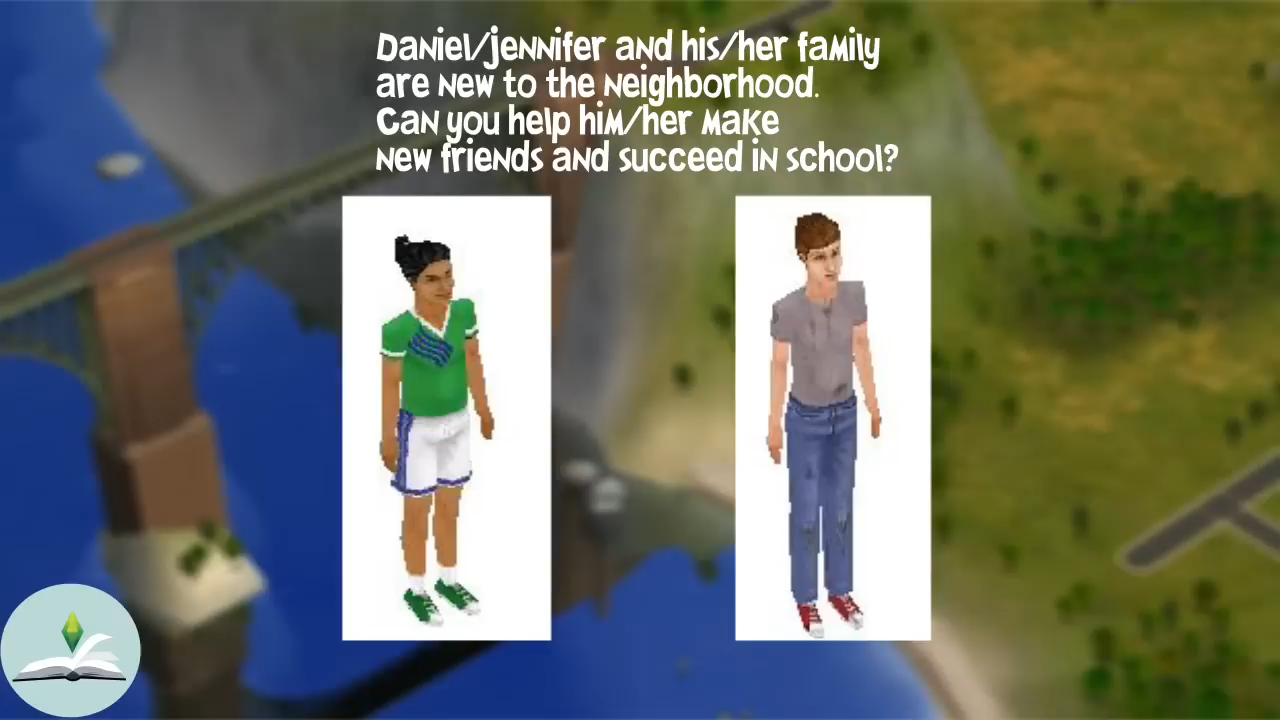 Daniel/Jennifer and his/her family
are new to the neighborhood.
Can you help him/her make
new friends and succeed in school?